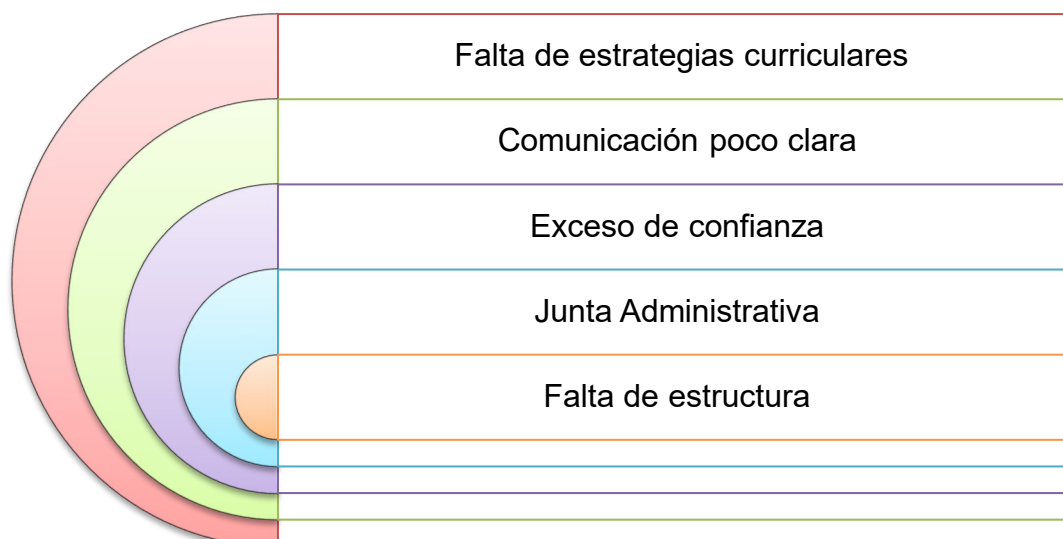 Falta de estrategias curriculares
Comunicación poco clara
Exceso de confianza
Junta Administrativa
Falta de estructura